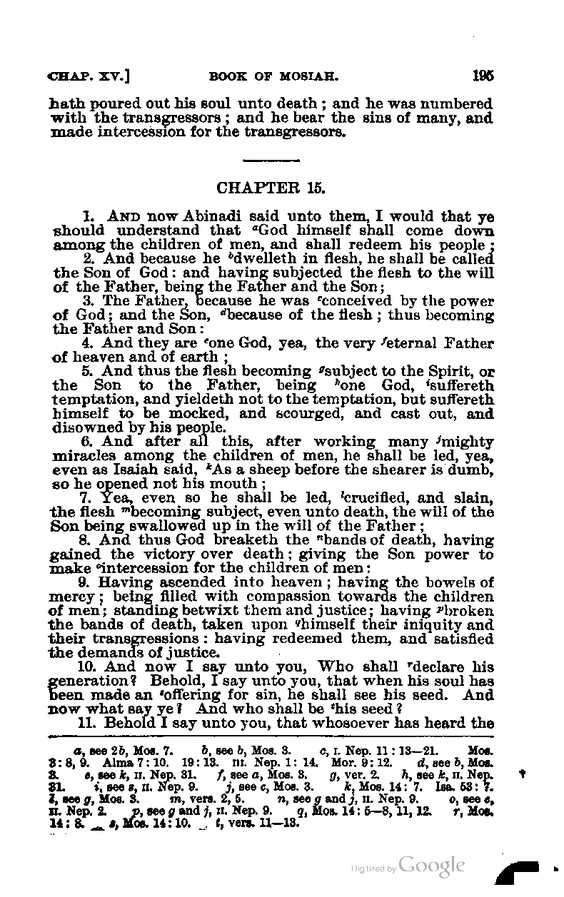 CHAP. XV.] BOOK OF MOSIAH. 195
hath poured out his soul unto death; and he was numbered
with the transgressors; and he bear the sins of many, and
made intercession for the transgressors.
CHAPTER 15.
1. AND now Abinadi said unto them, I would that ye
should understand that ᵃGod himself shall come down
among the children of men, and shall redeem his people;
2. And because he ᵇdwelleth in flesh, he shall be called
the Son of God: and having subjected the flesh to the will
of the Father, being the Father and the Son;
3. The Father, because he was ᶜconceived by the power
of God; and the Son, ᵈbecause of the flesh; thus becoming
the Father and Son:
4. And they are ᵉone God, yea, the very ᶠeternal Father
of heaven and of earth;
5. And thus the flesh becoming ᵍsubject to the Spirit, or
the Son to the Father, being ʰone God, ⁱsuffereth
temptation, and yieldeth not to the temptation, but suffereth
himself to be mocked, and scourged, and cast out, and
disowned by his people.
6. And after all this, after working many ʲmighty
miracles among the children of men, he shall be led, yea,
even as Isaiah said, ᵏAs a sheep before the shearer is dumb,
so he opened not his mouth;
7. Yea, even so he shall be led, ˡcrucified, and slain,
the flesh ᵐbecoming subject, even unto death, the will of the
Son being swallowed up in the will of the Father;
8. And thus God breaketh the ⁿbands of death, having
gained the victory over death; giving the Son power to
make ᵒintercession for the children of men:
9. Having ascended into heaven; having the bowels of
mercy; being filled with compassion towards the children
of men; standing betwixt them and justice; having ᵖbroken
the bands of death, taken upon ᵠhimself their iniquity and
their transgressions: having redeemed them, and satisfied
the demands of justice.
10. And now I say unto you, Who shall ʳdeclare his
generation? Behold, I say unto you, that when his soul has
been made an ˢoffering for sin, he shall see his seed. And
now what say ye? And who shall be ᵗhis seed?
11. Behold I say unto you, that whosoever has heard the
a, see 2b, Mos. 7. b, see b, Mos. 3. c, I. Nep. 11: 13—21. Mos.
3: 8, 9. Alma 7: 10. 19: 13. III. Nep. 1: 14. Mor. 9: 12. d, see b, Mos.
3. e, see k, II. Nep. 31. f, see a, Mos. 3. g, ver. 2. h, see k, II. Nep.
31. i, see s, II. Nep. 9. j, see c, Mos. 3. k, Mos. 14: 7. Isa. 53: 7.
l, see g, Mos. 3. m, vers. 2, 5. n, see g and j, II. Nep. 9. o, see e,
II. Nep. 2. p, see g and j, II. Nep. 9. q, Mos. 14: 5—8, 11, 12. r, Mos.
14: 8. s, Mos. 14: 10. t, vers. 11—13.
Digitized by Google